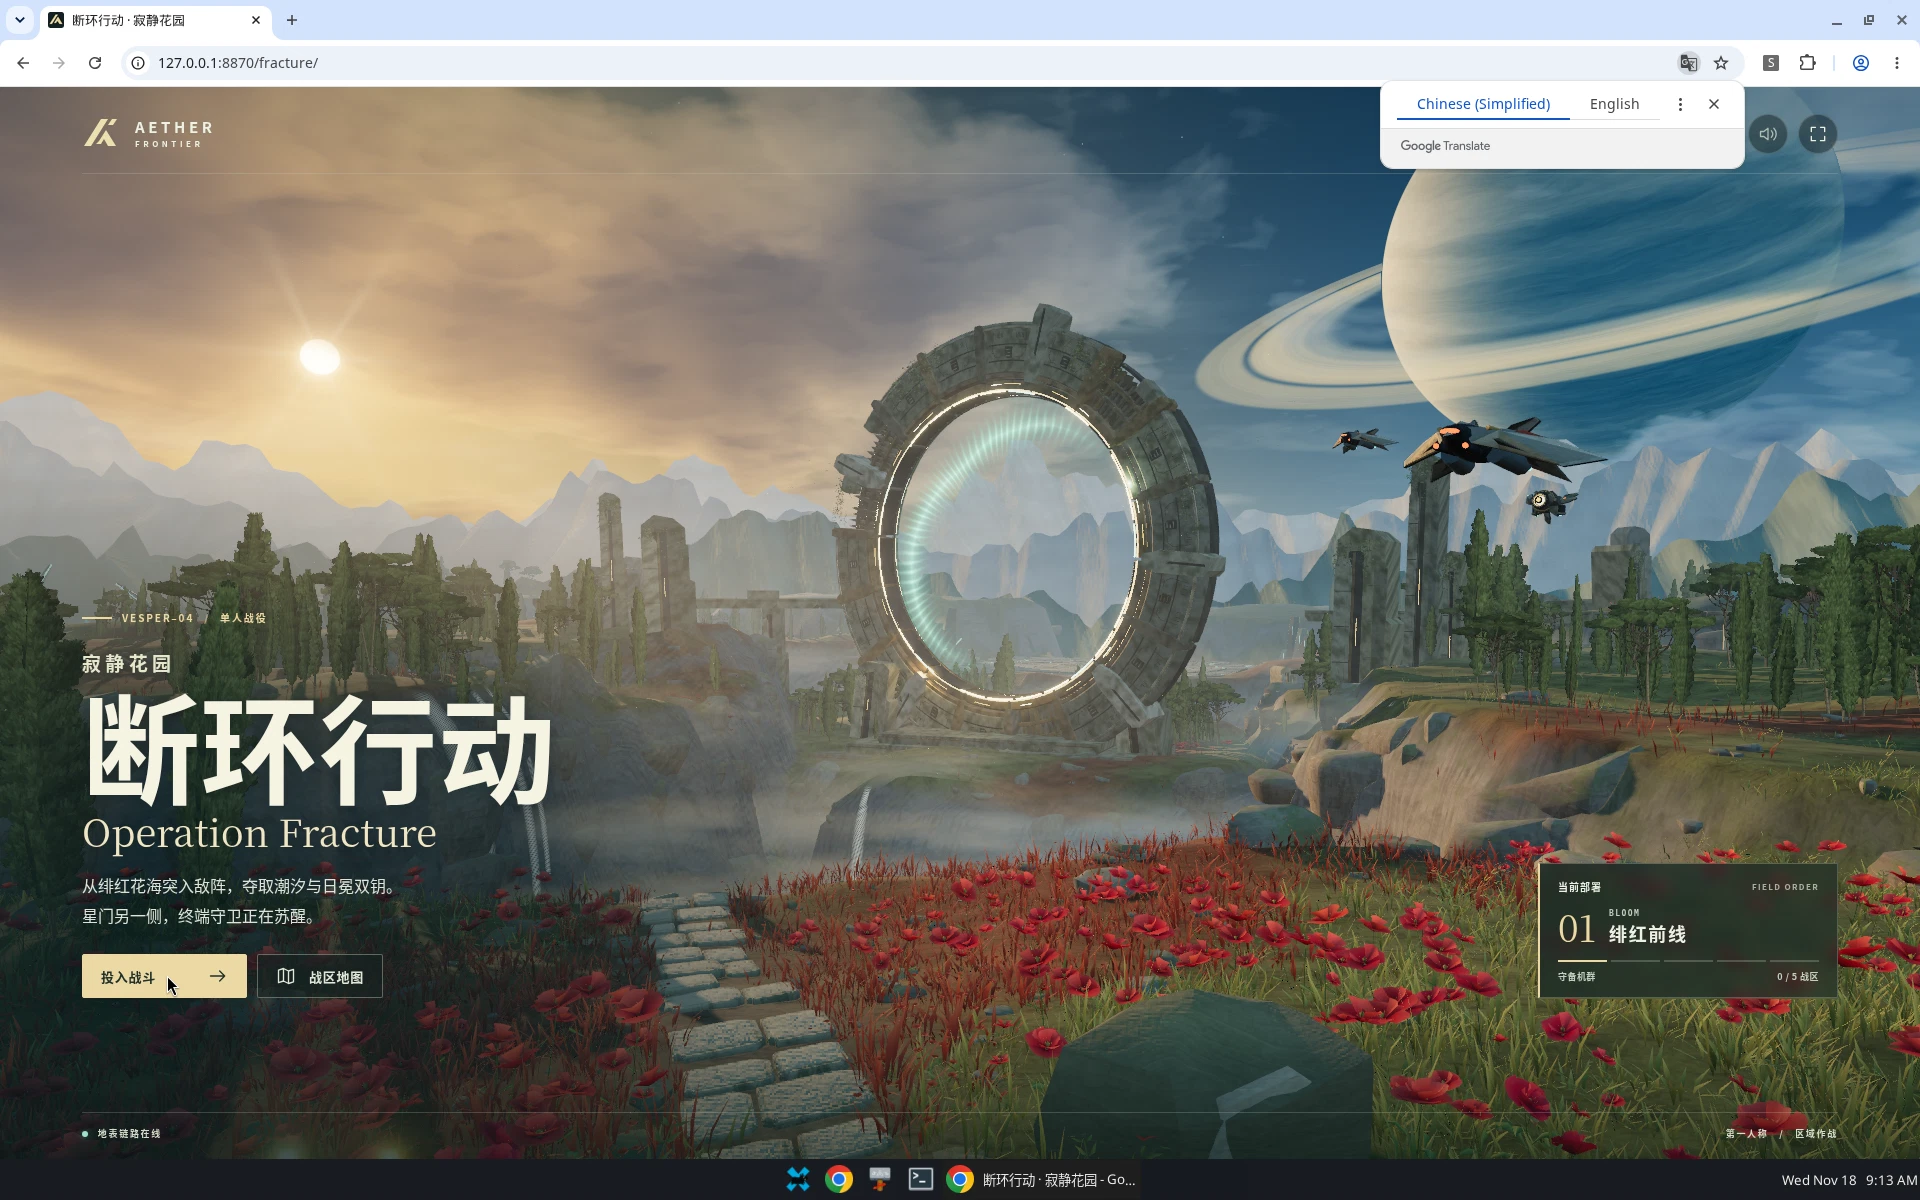 断环行动 · 寂静花园
127.0.0.1:8870/fracture/
S
Chinese (Simplified)
English
Google Translate
AETHER
FRONTIER
VESPER-04 / 单人战役
寂静花园
断环行动
Operation Fracture
从绯红花海突入敌阵，夺取潮汐与日冕双钥。
星门另一侧，终端守卫正在苏醒。
投入战斗
战区地图
当前部署
FIELD ORDER
01
BLOOM
绯红前线
守备机群
0 / 5 战区
地表链路在线
第一人称 / 区域作战
断环行动 · 寂静花园 - Go...
Wed Nov 18 9:13 AM